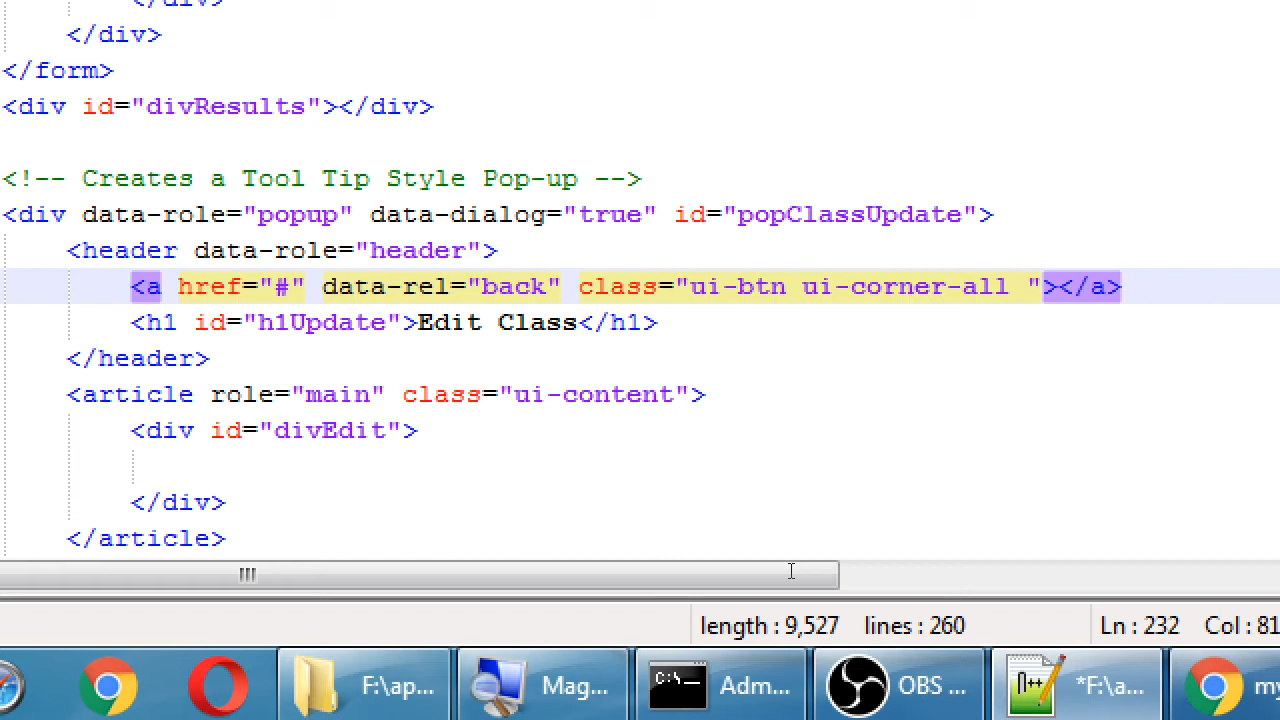 </div>
</div>
</form>
<div id="divResults"></div>
<!-- Creates a Tool Tip Style Pop-up -->
<div data-role="popup" data-dialog="true" id="popClassUpdate">
<header data-role="header">
<a href="#" data-rel="back" class="ui-btn ui-corner-all "></a>
<h1 id="h1Update">Edit Class</h1>
</header>
<article role="main" class="ui-content">
<div id="divEdit">
</div>
</article>
length : 9,527 lines : 260 Ln : 232 Col : 81
F:\ap... Mag... C:\ Adm... OBS ... N++ *F:\a... my